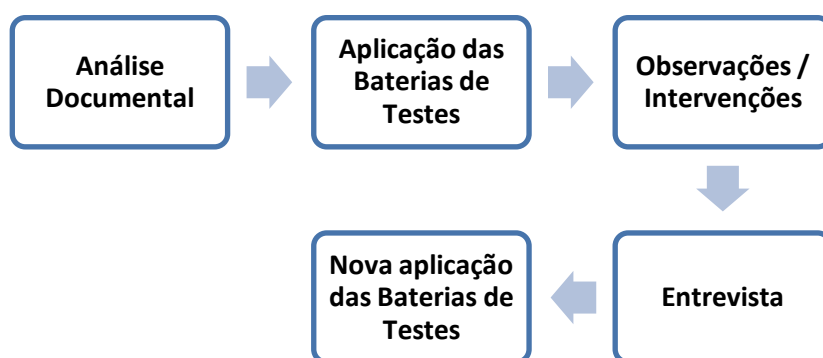 Análise
Documental
Aplicação das
Baterias de
Testes
Observações /
Intervenções
Entrevista
Nova aplicação
das Baterias de
Testes